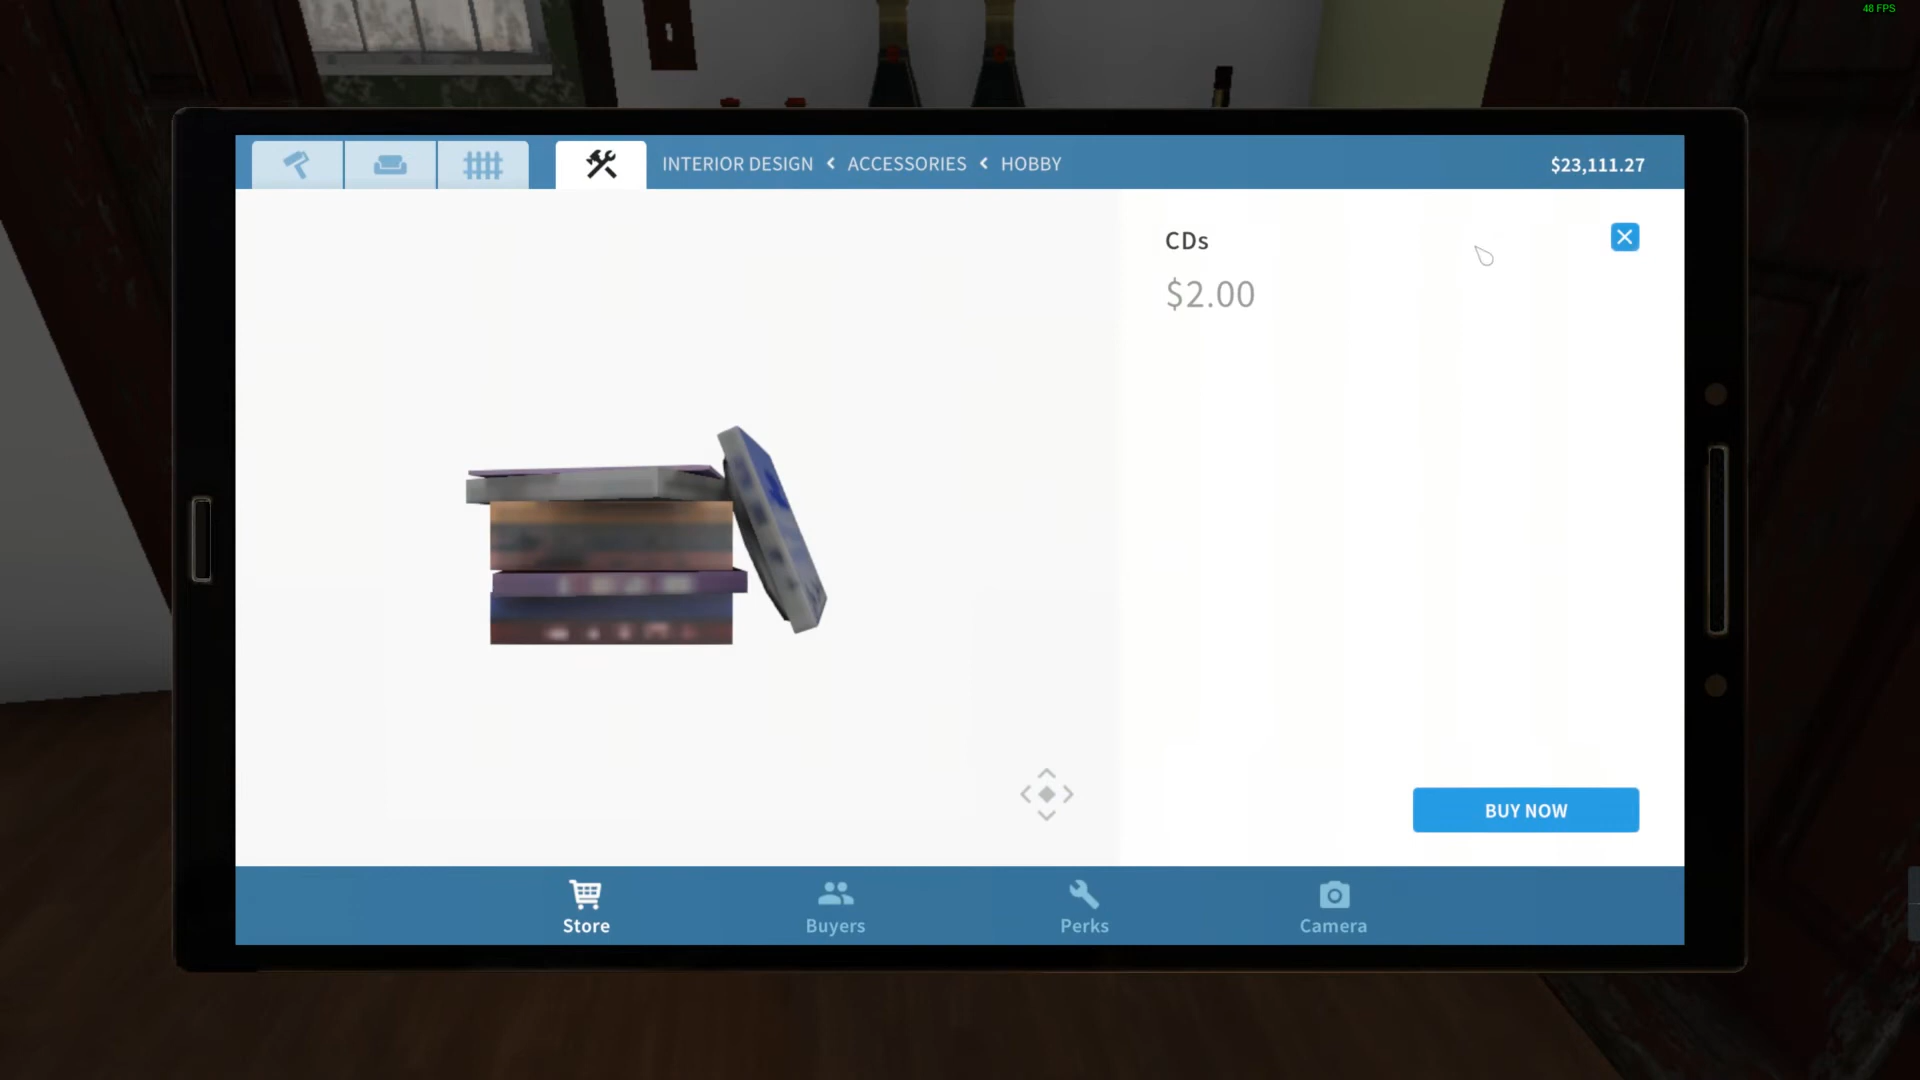 48 FPS
INTERIOR DESIGN < ACCESSORIES < HOBBY
$23,111.27
CDs
$2.00
BUY NOW
Store
Buyers
Perks
Camera